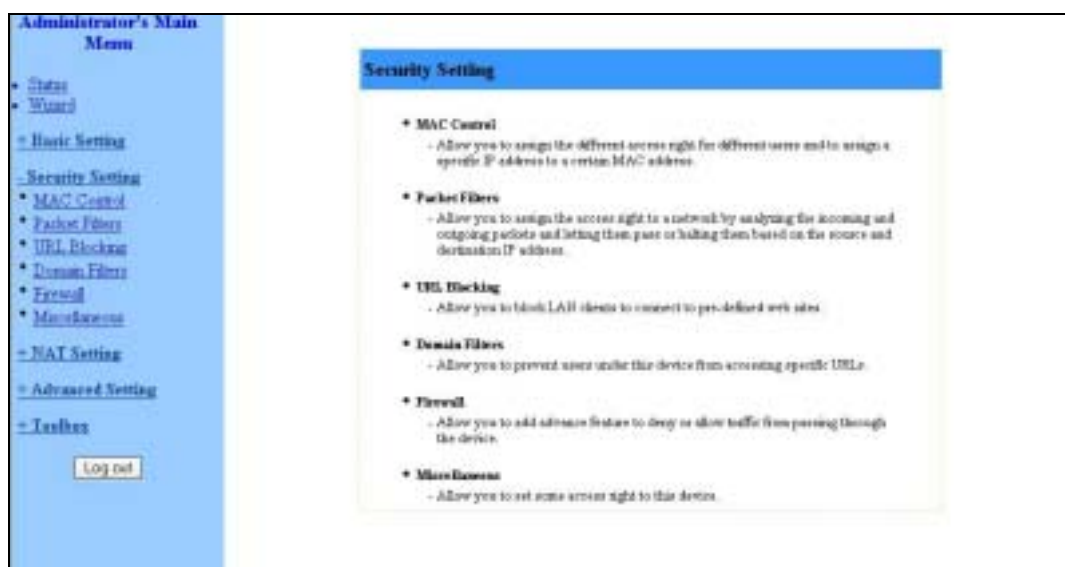 Administrator's Main
Menu
Status
Wizard
+ Basic Setting
- Security Setting
MAC Control
Packet Filters
URL Blocking
Domain Filters
Firewall
Miscellaneous
+ NAT Setting
+ Advanced Setting
+ Toolbox
Log out
Security Setting
MAC Control
- Allow you to assign the different access right for different users and to assign a
specific IP address to a certain MAC address.
Packet Filters
- Allow you to assign the access right to a network by analyzing the incoming and
outgoing packets and letting them pass or halting them based on the source and
destination IP address.
URL Blocking
- Allow you to block LAN clients to connect to pre-defined web sites.
Domain Filters
- Allow you to prevent users under this device from accessing specific URLs.
Firewall
- Allow you to add advance feature to deny or allow traffic from passing through
the device.
Miscellaneous
- Allow you to set some access right to this device.